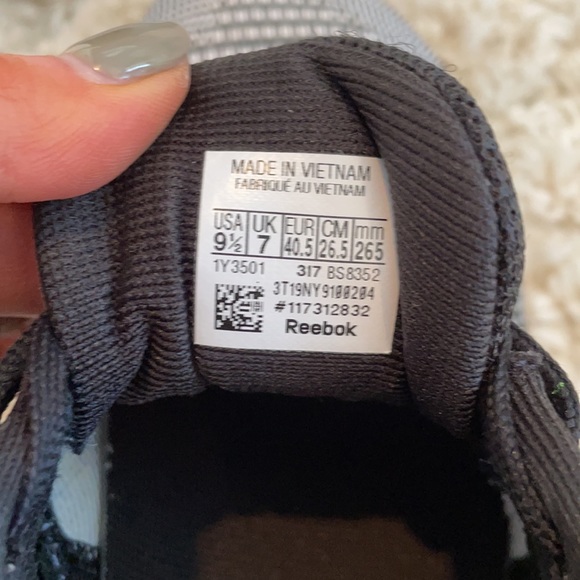 MADE IN VIETNAM
FABRIQUÉ AU VIETNAM
USA UK EUR CM mm
9½ 7 40.5 26.5 265
1Y3501 317 BS8352
3T19NY9100204
#117312832
Reebok